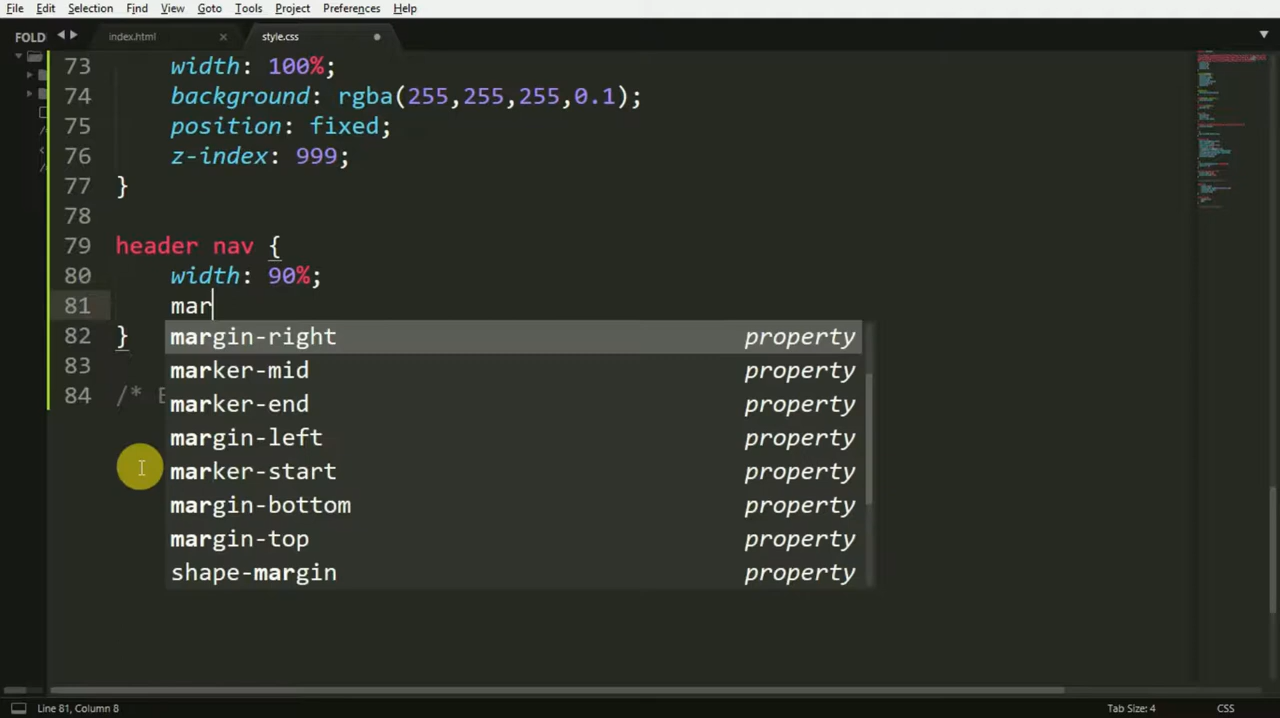 File Edit Selection Find View Goto Tools Project Preferences Help
FOLD index.html style.css
73 width: 100%;
74 background: rgba(255,255,255,0.1);
75 position: fixed;
76 z-index: 999;
77 }
78
79 header nav {
80 width: 90%;
81 mar
82 }
83
84 /*
margin-right property
marker-mid property
marker-end property
margin-left property
marker-start property
margin-bottom property
margin-top property
shape-margin property
Line 81, Column 8 Tab Size: 4 CSS